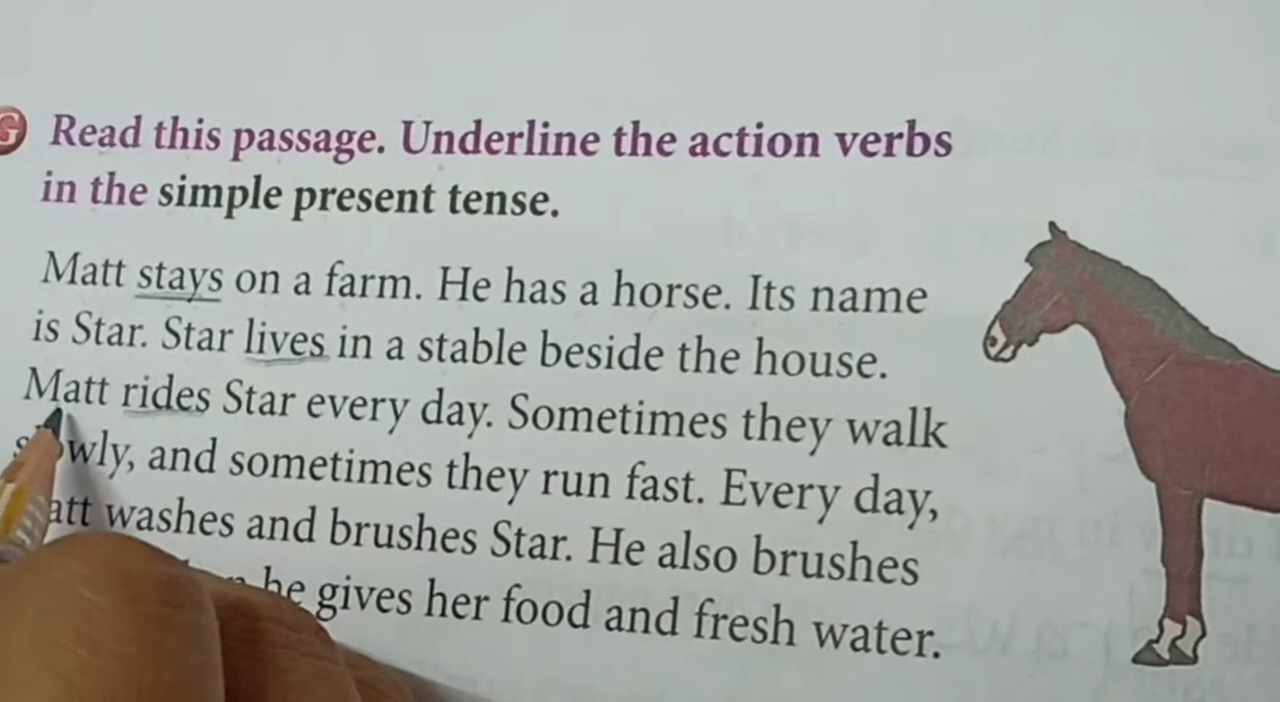 G Read this passage. Underline the action verbs
in the simple present tense.
Matt stays on a farm. He has a horse. Its name
is Star. Star lives in a stable beside the house.
Matt rides Star every day. Sometimes they walk
and sometimes they run fast. Every day,
washes and brushes Star. He also brushes
he gives her food and fresh water.